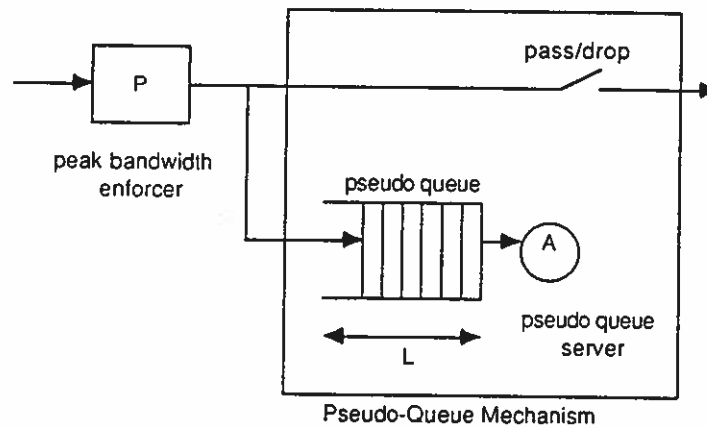 pass/drop
P
peak bandwidth
enforcer
pseudo queue
A
pseudo queue
server
L
Pseudo-Queue Mechanism